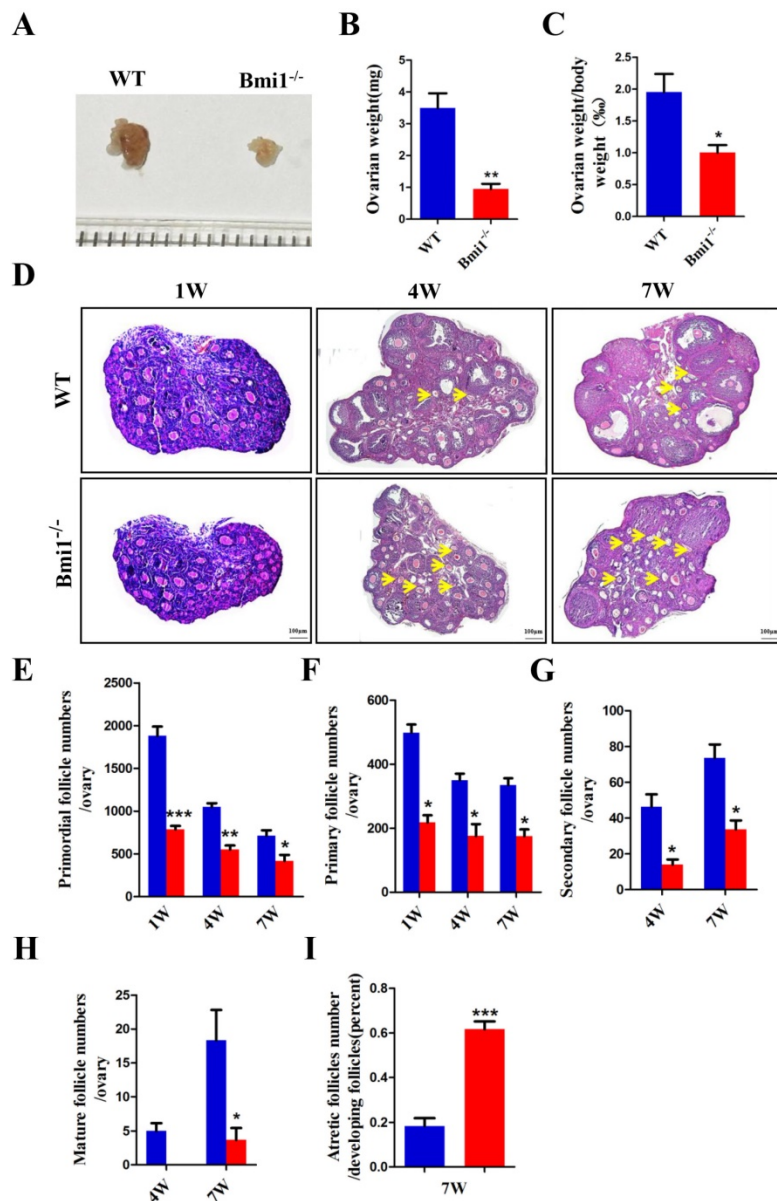 A
WT
Bmi1-/-
B
Ovarian weight(mg)
5
4
3
2
1
0
**
WT
Bmi1-/-
C
Ovarian weight/body
weight (‰)
2.5
2.0
1.5
1.0
0.5
0.0
*
WT
Bmi1-/-
D
1W
4W
7W
WT
Bmi1-/-
100μm
100μm
100μm
E
Primordial follicle numbers
/ovary
2500
2000
1500
1000
500
0
***
**
*
1W
4W
7W
F
Primary follicle numbers
/ovary
600
400
200
0
*
*
*
1W
4W
7W
G
Secondary follicle numbers
/ovary
100
80
60
40
20
0
*
*
4W
7W
H
Mature follicle numbers
/ovary
25
20
15
10
5
0
*
4W
7W
I
Atretic follicles number
/developing follicles(percent)
0.8
0.6
0.4
0.2
0.0
***
7W